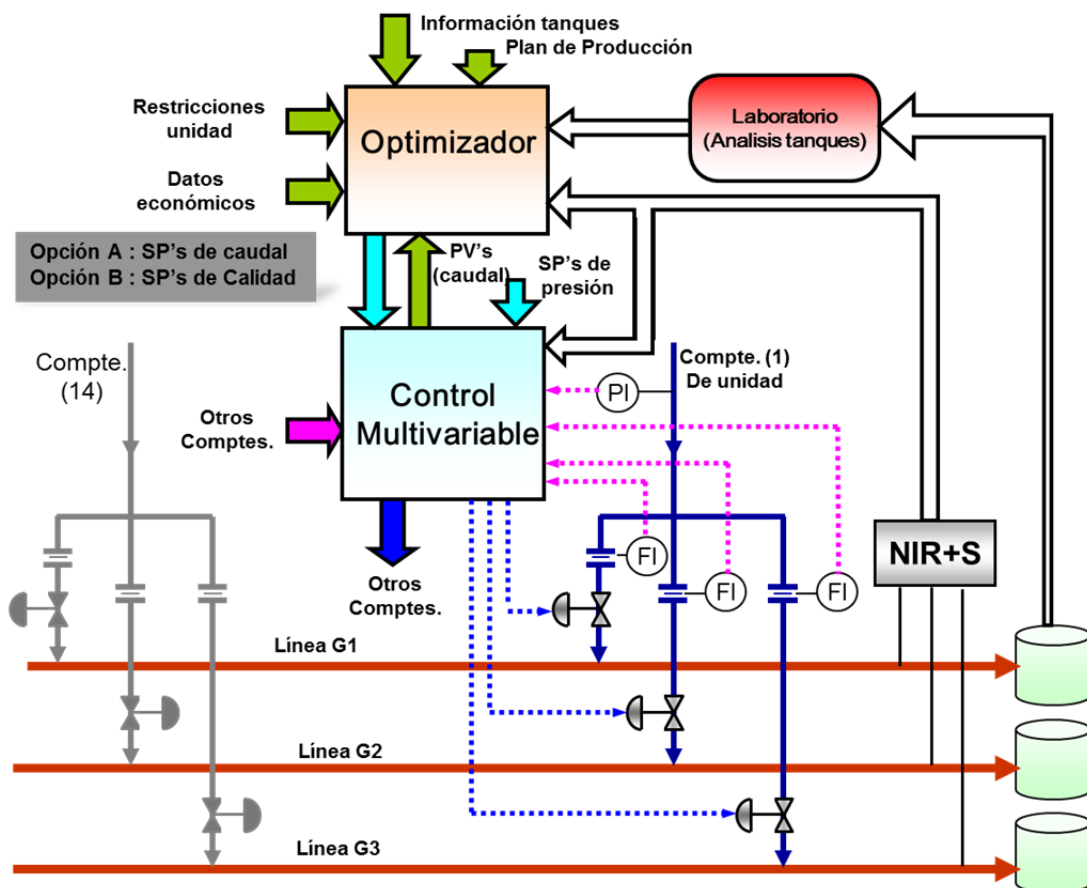 Información tanques
Plan de Producción
Restricciones
unidad
Optimizador
Laboratorio
(Analisis tanques)
Datos
económicos
Opción A : SP's de caudal
Opción B : SP's de Calidad
PV's
(caudal)
SP's de
presión
Compte.
(14)
Compte. (1)
De unidad
PI
Control
Multivariable
Otros
Comptes.
NIR+S
FI
FI
FI
Otros
Comptes.
Línea G1
Línea G2
Línea G3